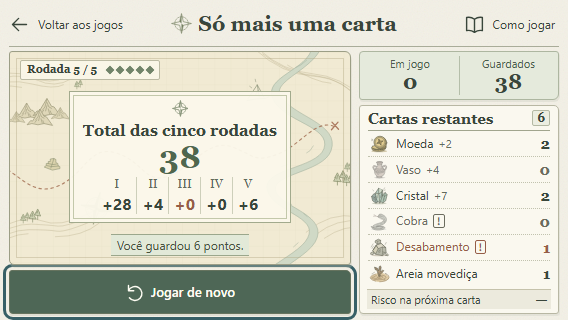 Voltar aos jogos
Só mais uma carta
Como jogar
Rodada 5 / 5
Total das cinco rodadas
38
I II III IV V
+28 +4 +0 +0 +6
Você guardou 6 pontos.
Jogar de novo
Em jogo
0
Guardados
38
Cartas restantes 6
Moeda +2 2
Vaso +4 0
Cristal +7 2
Cobra ! 0
Desabamento ! 1
Areia movediça 1
Risco na próxima carta —